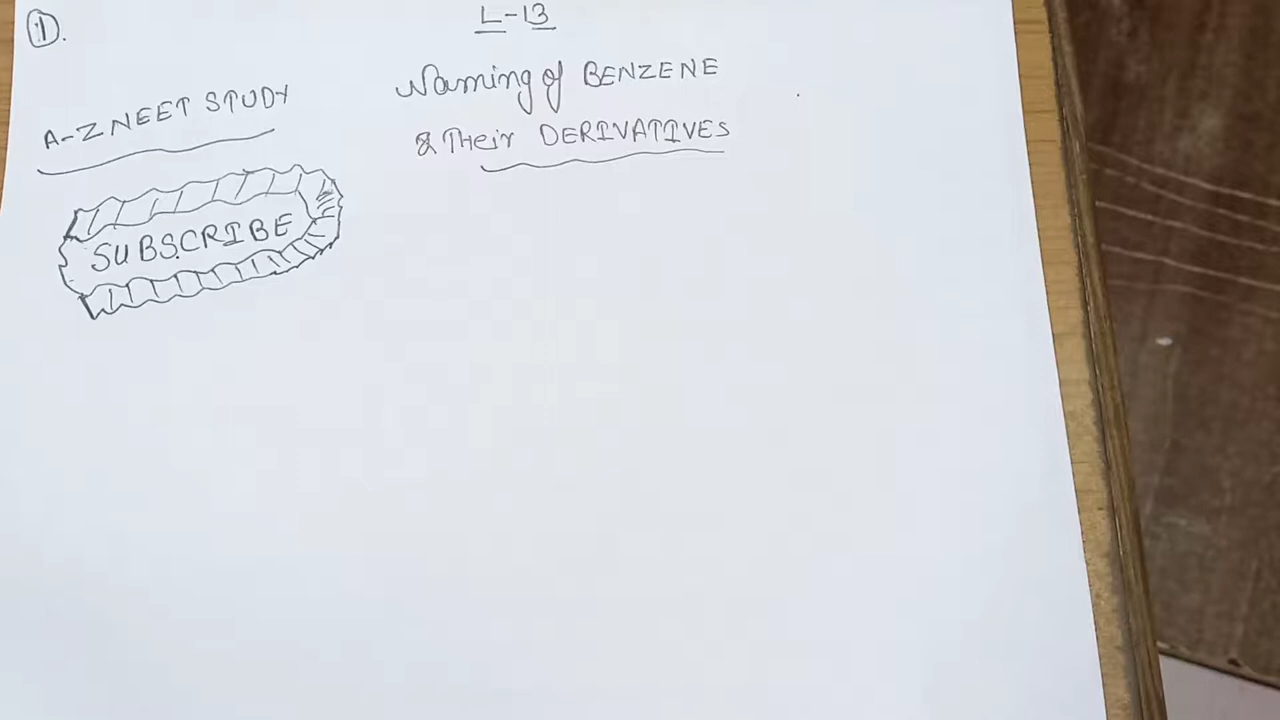 ①.
L-13
Naming of BENZENE
& Their DERIVATIVES
A-Z NEET STUDY
SUBSCRIBE